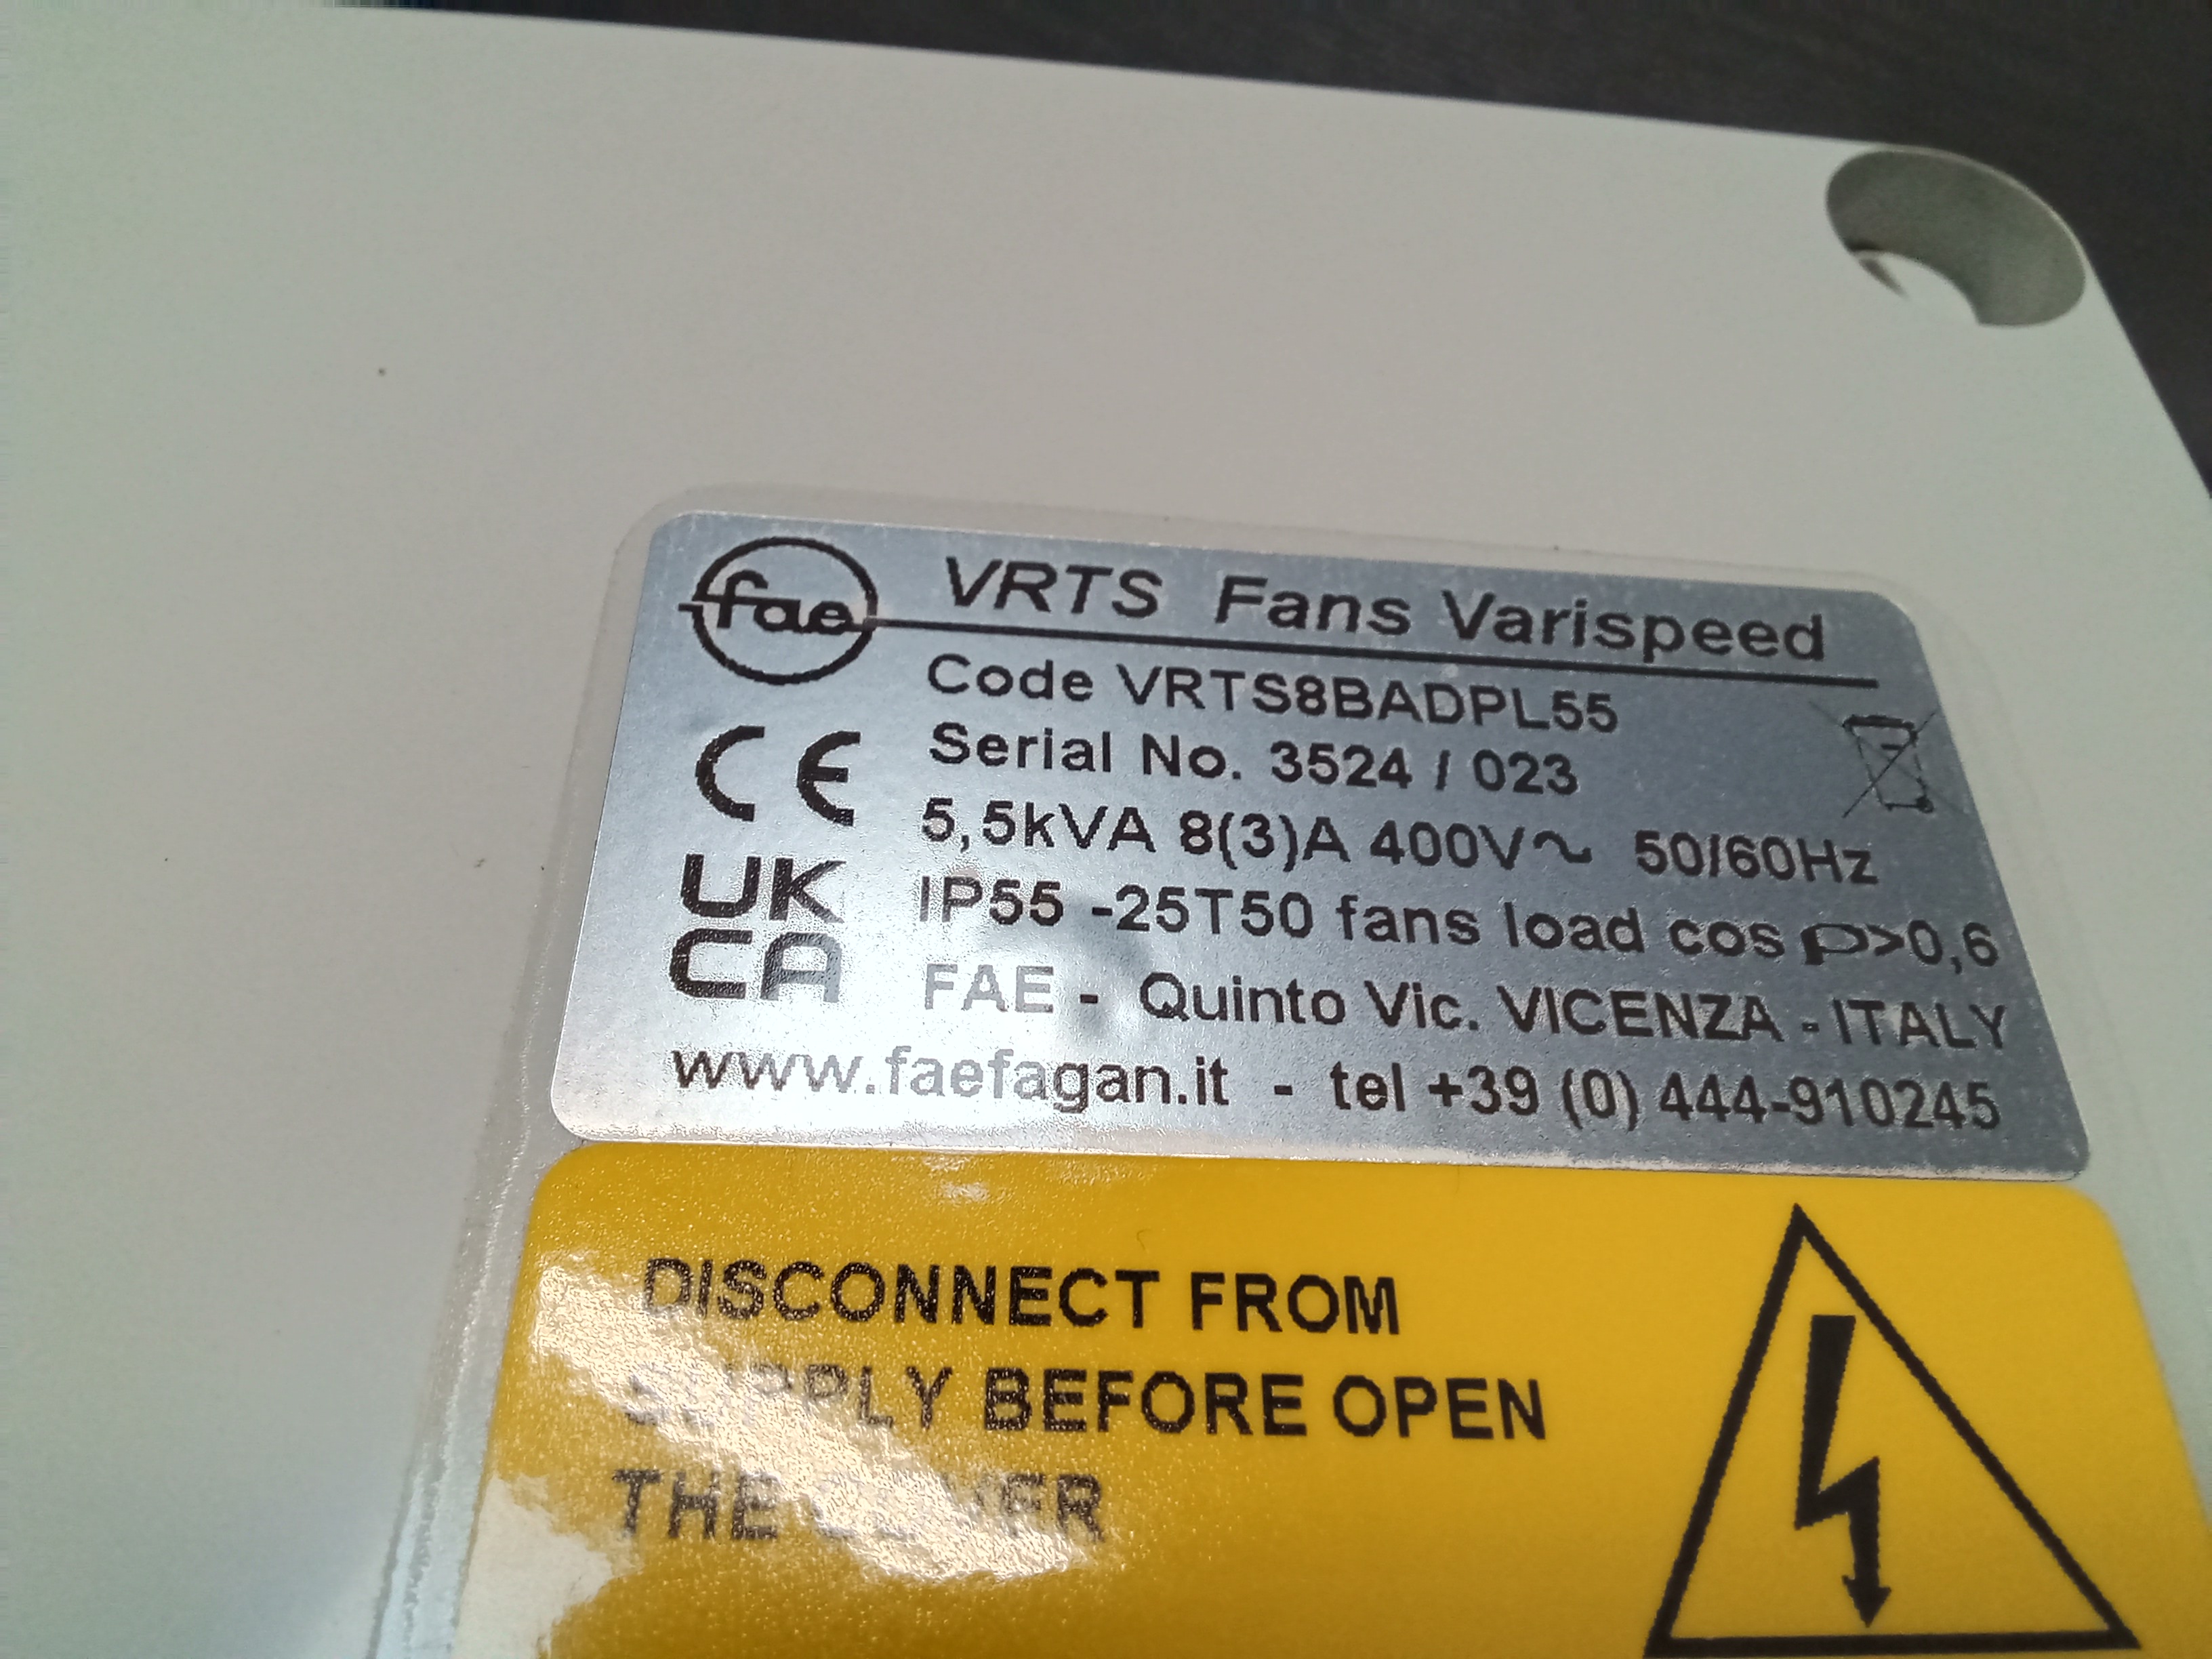 fae VRTS Fans Varispeed
Code VRTS8BADPL55
Serial No. 3524 / 023
CE
5,5kVA 8(3)A 400V~ 50/60Hz
UK
CA
IP55 -25T50 fans load cos ρ>0,6
FAE - Quinto Vic. VICENZA - ITALY
www.faefagan.it - tel +39 (0) 444-910245
DISCONNECT FROM
SUPPLY BEFORE OPEN
THE COVER